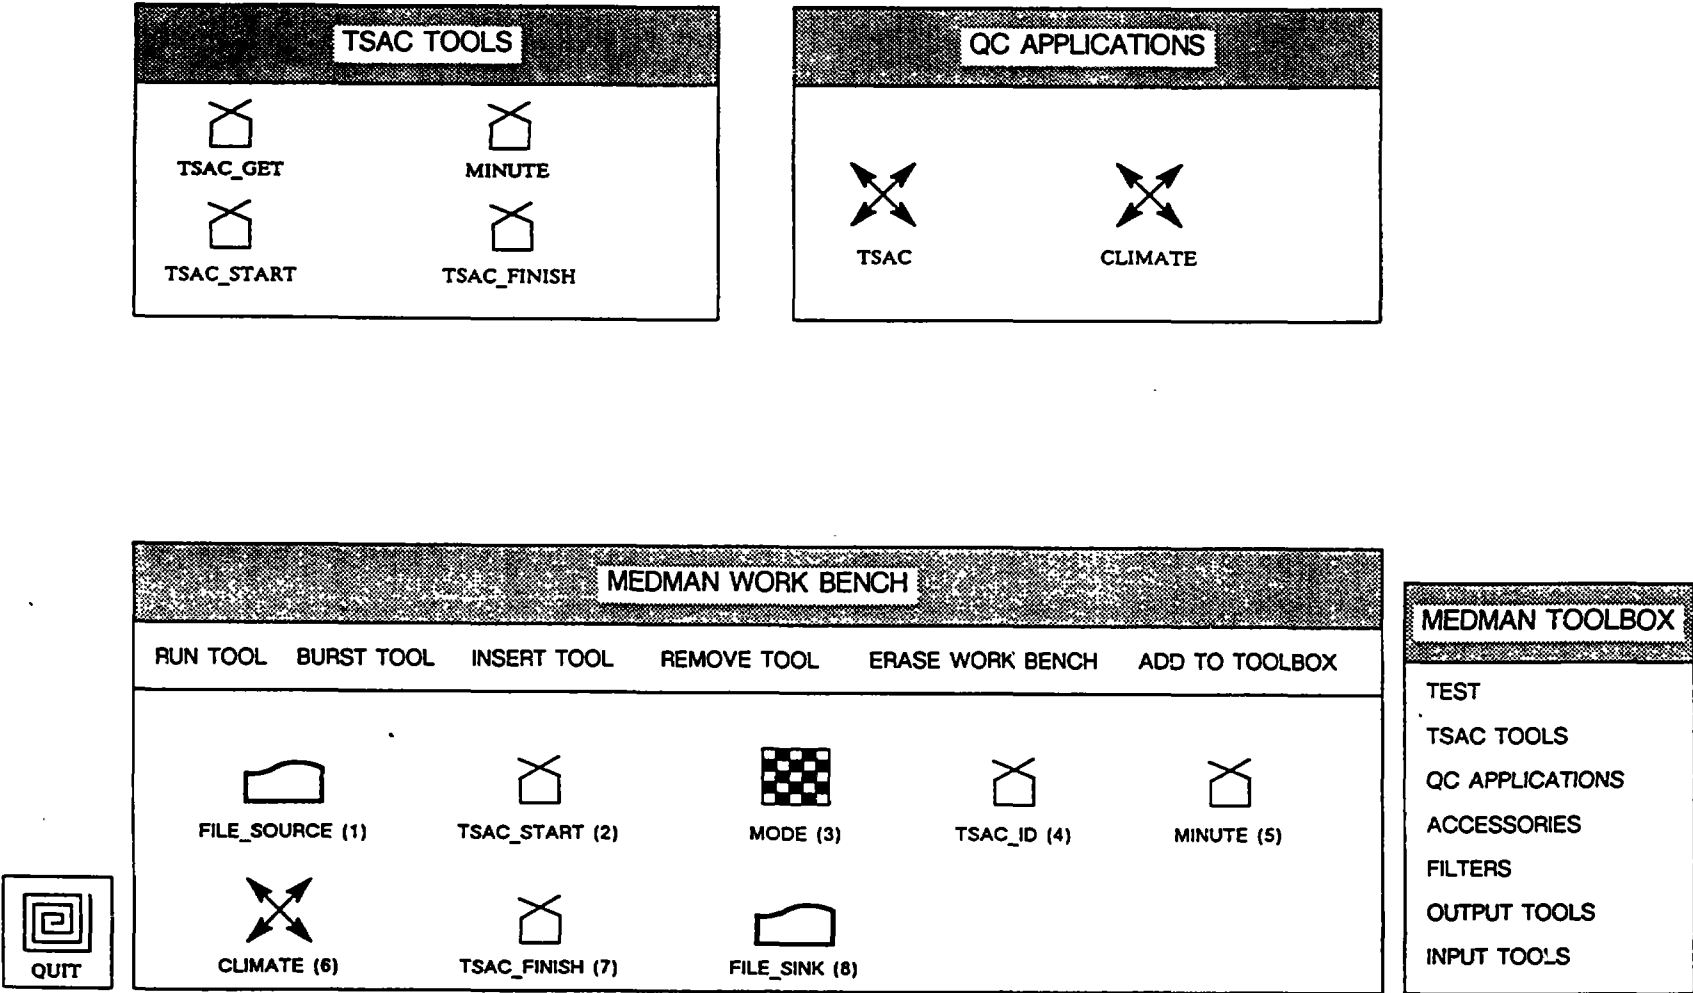 TSAC TOOLS
TSAC_GET MINUTE
TSAC_START TSAC_FINISH
QC APPLICATIONS
TSAC CLIMATE
MEDMAN WORK BENCH
RUN TOOL BURST TOOL INSERT TOOL REMOVE TOOL ERASE WORK BENCH ADD TO TOOLBOX
FILE_SOURCE (1) TSAC_START (2) MODE (3) TSAC_ID (4) MINUTE (5)
CLIMATE (6) TSAC_FINISH (7) FILE_SINK (8)
QUIT
MEDMAN TOOLBOX
TEST
TSAC TOOLS
QC APPLICATIONS
ACCESSORIES
FILTERS
OUTPUT TOOLS
INPUT TOOLS